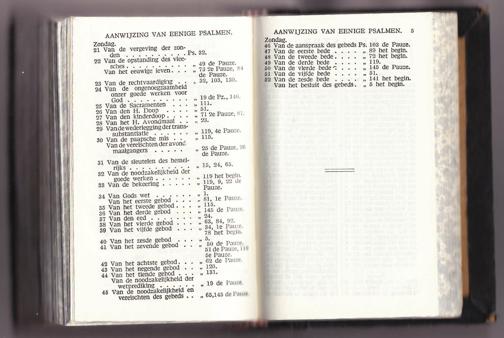 AANWIJZING VAN EENIGE PSALMEN.
Zondag.
21 Van de vergeving der zon-
den . . . . . . . . . Ps. 32.
22 Van de opstanding des vlee-
sches . . . . . . . . „ 49 de Pauze.
Van het eeuwige leven . . . „ 73 de Pauze, 84
de Pauze.
23 Van de rechtvaardiging . . „ 32, 103, 130.
24 Van de ongenoegzaamheid
onzer goede werken voor
God . . . . . . . . . „ 19 de Pz., 140.
25 Van de Sacramenten . . . „ 111.
26 Van den H. Doop . . . . „ 51.
27 Van den kinderdoop . . . „ 71 2e Pauze,
28 Van het H. Avondmaal . . „ 23.
29 Van de wederlegging der trans-
substantiatie . . . . . . „ 119, 4e Pauze.
30 Van de paapsche mis . . . „ 115.
Van de vereischten der avond
maalgangers . . . . . . „ 25 de Pauze, 26
de Pauze.
31 Van de sleutelen des hemel-
rijks . . . . . . . . „ 15, 24, 65.
32 Van de noodzakelijkheid der
goede werken . . . . . . „ 119 het begin.
33 Van de bekeering . . . . „ 119, 9, 22 de
Pauze.
34 Van Gods wet . . . . . „ 1.
Van het eerste gebod . . . „ 81, 1e Pauze.
35 Van het tweede gebod . . . „ 115.
36 Van het derde gebod . . . „ 145 de Pauze.
37 Van den eed . . . . . . „ 24.
38 Van het vierde gebod . . . „ 63, 84, 92.
39 Van het vijfde gebod . . . „ 34, 1e Pauze.
78 het begin.
40 Van het zesde gebod . . . „ 5.
41 Van het zevende gebod . . „ 50 de Pauze,
51 de Pauze, 119
5e Pauze.
42 Van het achtste gebod . . . „ 62 de Pauze.
43 Van het negende gebod . . „ 120.
44 Van het tiende gebod . . . „ 131.
Van de noodzakelijkheid der
wetprediking . . . . . . „ 19 de Pauze.
45 Van de noodzakelijkheid en
vereischten des gebeds . . „ 65, 145 de Pauze.
AANWIJZING VAN EENIGE PSALMEN. 5
Zondag.
46 Van de aanspraak des gebeds Ps. 103 de Pauze.
47 Van de eerste bede . . . „ 89 het begin.
48 Van de tweede bede . . . „ 72 het begin.
49 Van de derde bede . . . „ 119.
50 Van de vierde bede . . . „ 145 de Pauze.
51 Van de vijfde bede . . . „ 51.
52 Van de zesde bede . . . „ 141 het begin.
Van het besluit des gebeds . „ 5 het begin.